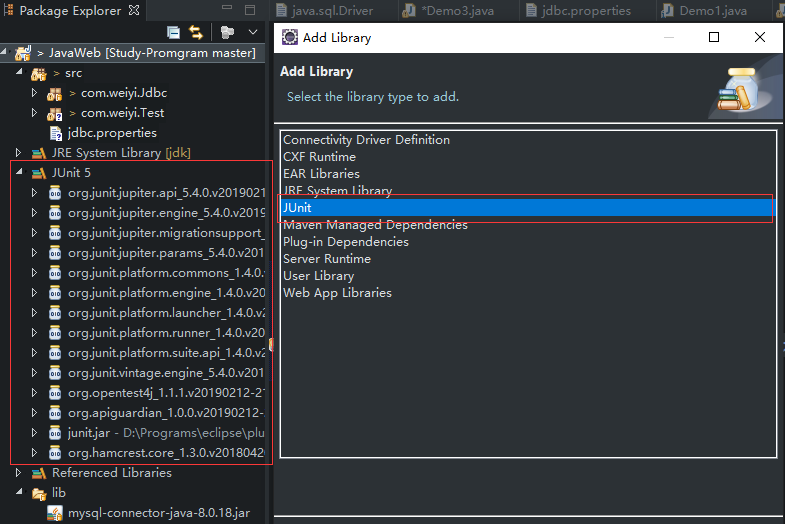 Package Explorer
> JavaWeb [Study-Promgram master]
> src
> com.weiyi.Jdbc
> com.weiyi.Test
jdbc.properties
JRE System Library [jdk]
JUnit 5
org.junit.jupiter.api_5.4.0.v2019021
org.junit.jupiter.engine_5.4.0.v2019
org.junit.jupiter.migrationsupport_
org.junit.jupiter.params_5.4.0.v2019
org.junit.platform.commons_1.4.0.v
org.junit.platform.engine_1.4.0.v20
org.junit.platform.launcher_1.4.0.v2
org.junit.platform.runner_1.4.0.v20
org.junit.platform.suite.api_1.4.0.v2
org.junit.vintage.engine_5.4.0.v201
org.opentest4j_1.1.1.v20190212-21
org.apiguardian_1.0.0.v20190212-
junit.jar - D:\Programs\eclipse\plu
org.hamcrest.core_1.3.0.v2018042
Referenced Libraries
lib
mysql-connector-java-8.0.18.jar
java.sql.Driver
*Demo3.java
jdbc.properties
Demo1.java
Add Library
Add Library
Select the library type to add.
Connectivity Driver Definition
CXF Runtime
EAR Libraries
JRE System Library
JUnit
Maven Managed Dependencies
Plug-in Dependencies
Server Runtime
User Library
Web App Libraries